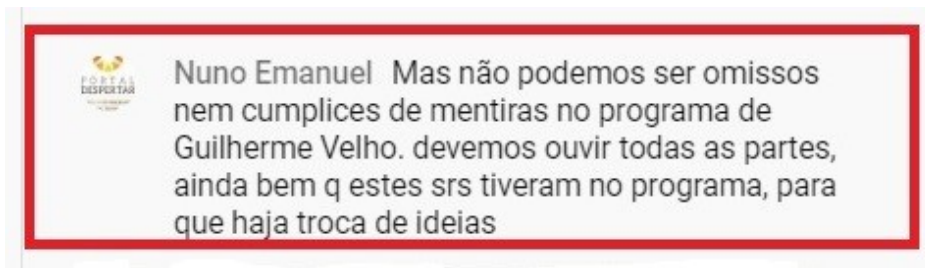 PORTAL
DESPERTAR
Nuno Emanuel Mas não podemos ser omissos
nem cumplices de mentiras no programa de
Guilherme Velho. devemos ouvir todas as partes,
ainda bem q estes srs tiveram no programa, para
que haja troca de ideias